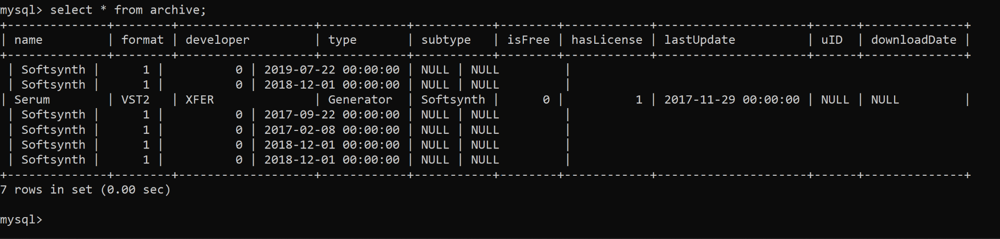 mysql> select * from archive;
+--------------+--------+-------------------+------------+-----------+--------+------------+---------------------+------+--------------+
| name         | format | developer         | type       | subtype   | isFree | hasLicense | lastUpdate          | uID  | downloadDate |
+--------------+--------+-------------------+------------+-----------+--------+------------+---------------------+------+--------------+
 | Softsynth |      1 |          0 | 2019-07-22 00:00:00 | NULL | NULL         |
 | Softsynth |      1 |          0 | 2018-12-01 00:00:00 | NULL | NULL         |
| Serum        | VST2   | XFER              | Generator  | Softsynth |      0 |          1 | 2017-11-29 00:00:00 | NULL | NULL         |
 | Softsynth |      1 |          0 | 2017-09-22 00:00:00 | NULL | NULL         |
 | Softsynth |      1 |          0 | 2017-02-08 00:00:00 | NULL | NULL         |
 | Softsynth |      1 |          0 | 2018-12-01 00:00:00 | NULL | NULL         |
 | Softsynth |      1 |          0 | 2018-12-01 00:00:00 | NULL | NULL         |
+--------------+--------+-------------------+------------+-----------+--------+------------+---------------------+------+--------------+
7 rows in set (0.00 sec)
mysql>